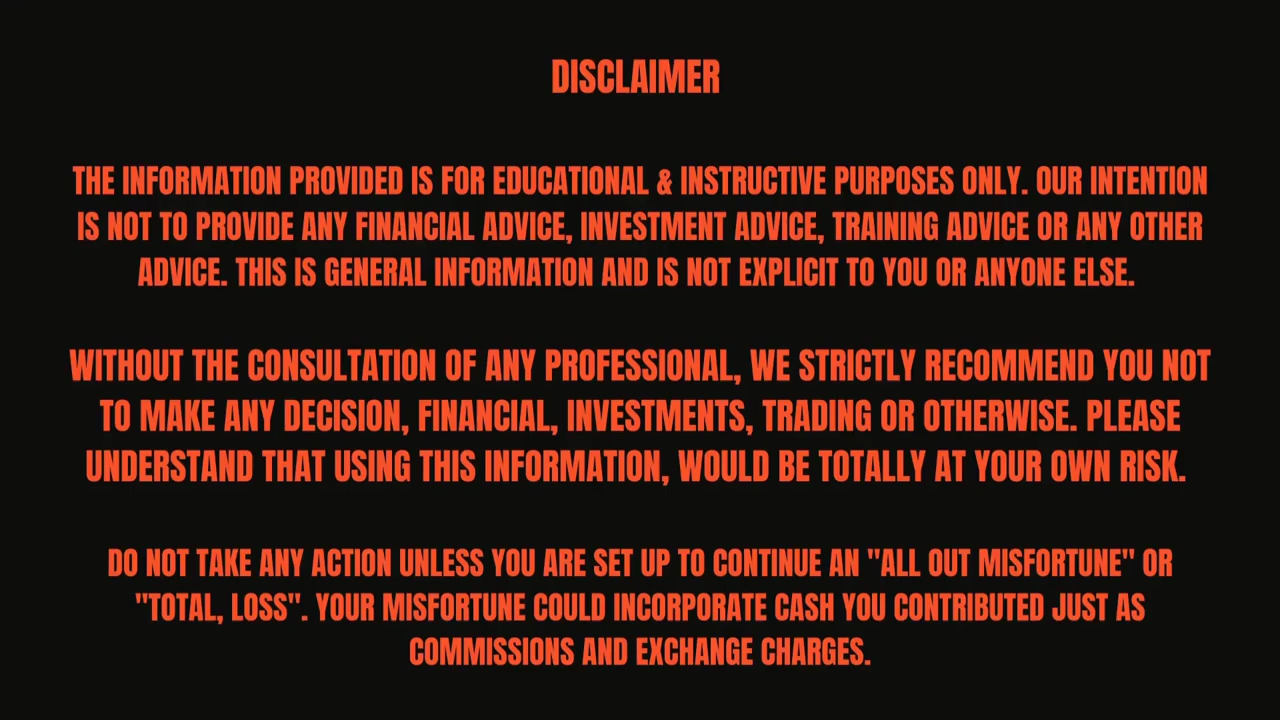 DISCLAIMER
THE INFORMATION PROVIDED IS FOR EDUCATIONAL & INSTRUCTIVE PURPOSES ONLY. OUR INTENTION
IS NOT TO PROVIDE ANY FINANCIAL ADVICE, INVESTMENT ADVICE, TRAINING ADVICE OR ANY OTHER
ADVICE. THIS IS GENERAL INFORMATION AND IS NOT EXPLICIT TO YOU OR ANYONE ELSE.
WITHOUT THE CONSULTATION OF ANY PROFESSIONAL, WE STRICTLY RECOMMEND YOU NOT
TO MAKE ANY DECISION, FINANCIAL, INVESTMENTS, TRADING OR OTHERWISE. PLEASE
UNDERSTAND THAT USING THIS INFORMATION, WOULD BE TOTALLY AT YOUR OWN RISK.
DO NOT TAKE ANY ACTION UNLESS YOU ARE SET UP TO CONTINUE AN "ALL OUT MISFORTUNE" OR
"TOTAL, LOSS". YOUR MISFORTUNE COULD INCORPORATE CASH YOU CONTRIBUTED JUST AS
COMMISSIONS AND EXCHANGE CHARGES.